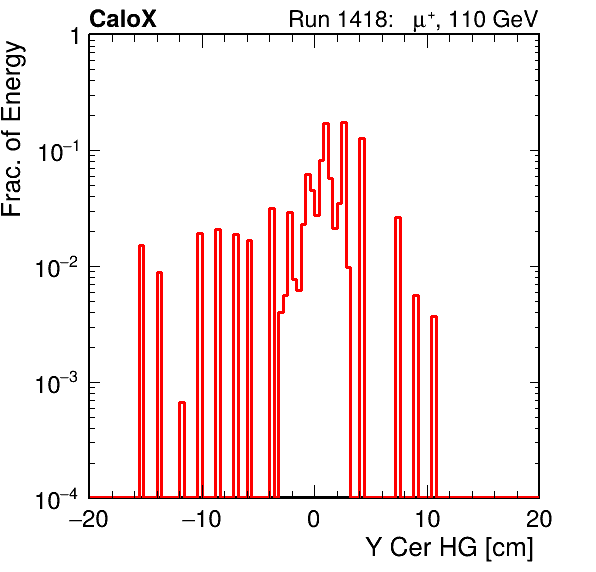 CaloX Run 1418: μ⁺, 110 GeV
Frac. of Energy
1
10⁻¹
10⁻²
10⁻³
10⁻⁴
−20 −10 0 10 20
Y Cer HG [cm]